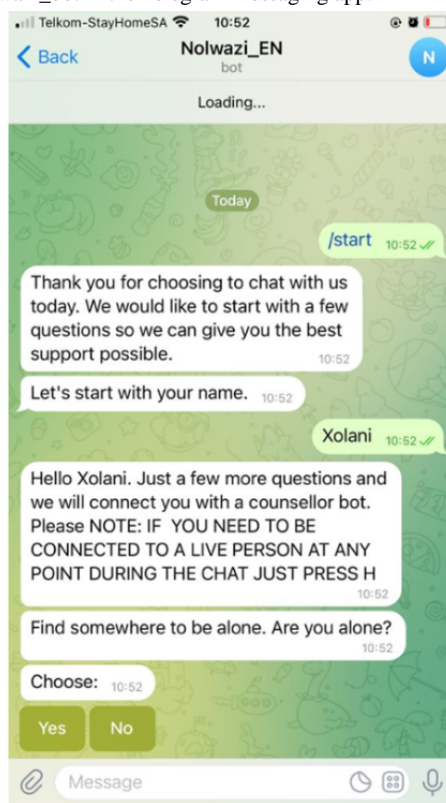 Telkom-StayHomeSA 10:52
Back
Nolwazi_EN
bot
N
Loading...
Today
/start 10:52
Thank you for choosing to chat with us
today. We would like to start with a few
questions so we can give you the best
support possible. 10:52
Let's start with your name. 10:52
Xolani 10:52
Hello Xolani. Just a few more questions and
we will connect you with a counsellor bot.
Please NOTE: IF YOU NEED TO BE
CONNECTED TO A LIVE PERSON AT ANY
POINT DURING THE CHAT JUST PRESS H
10:52
Find somewhere to be alone. Are you alone?
10:52
Choose: 10:52
Yes No
Message